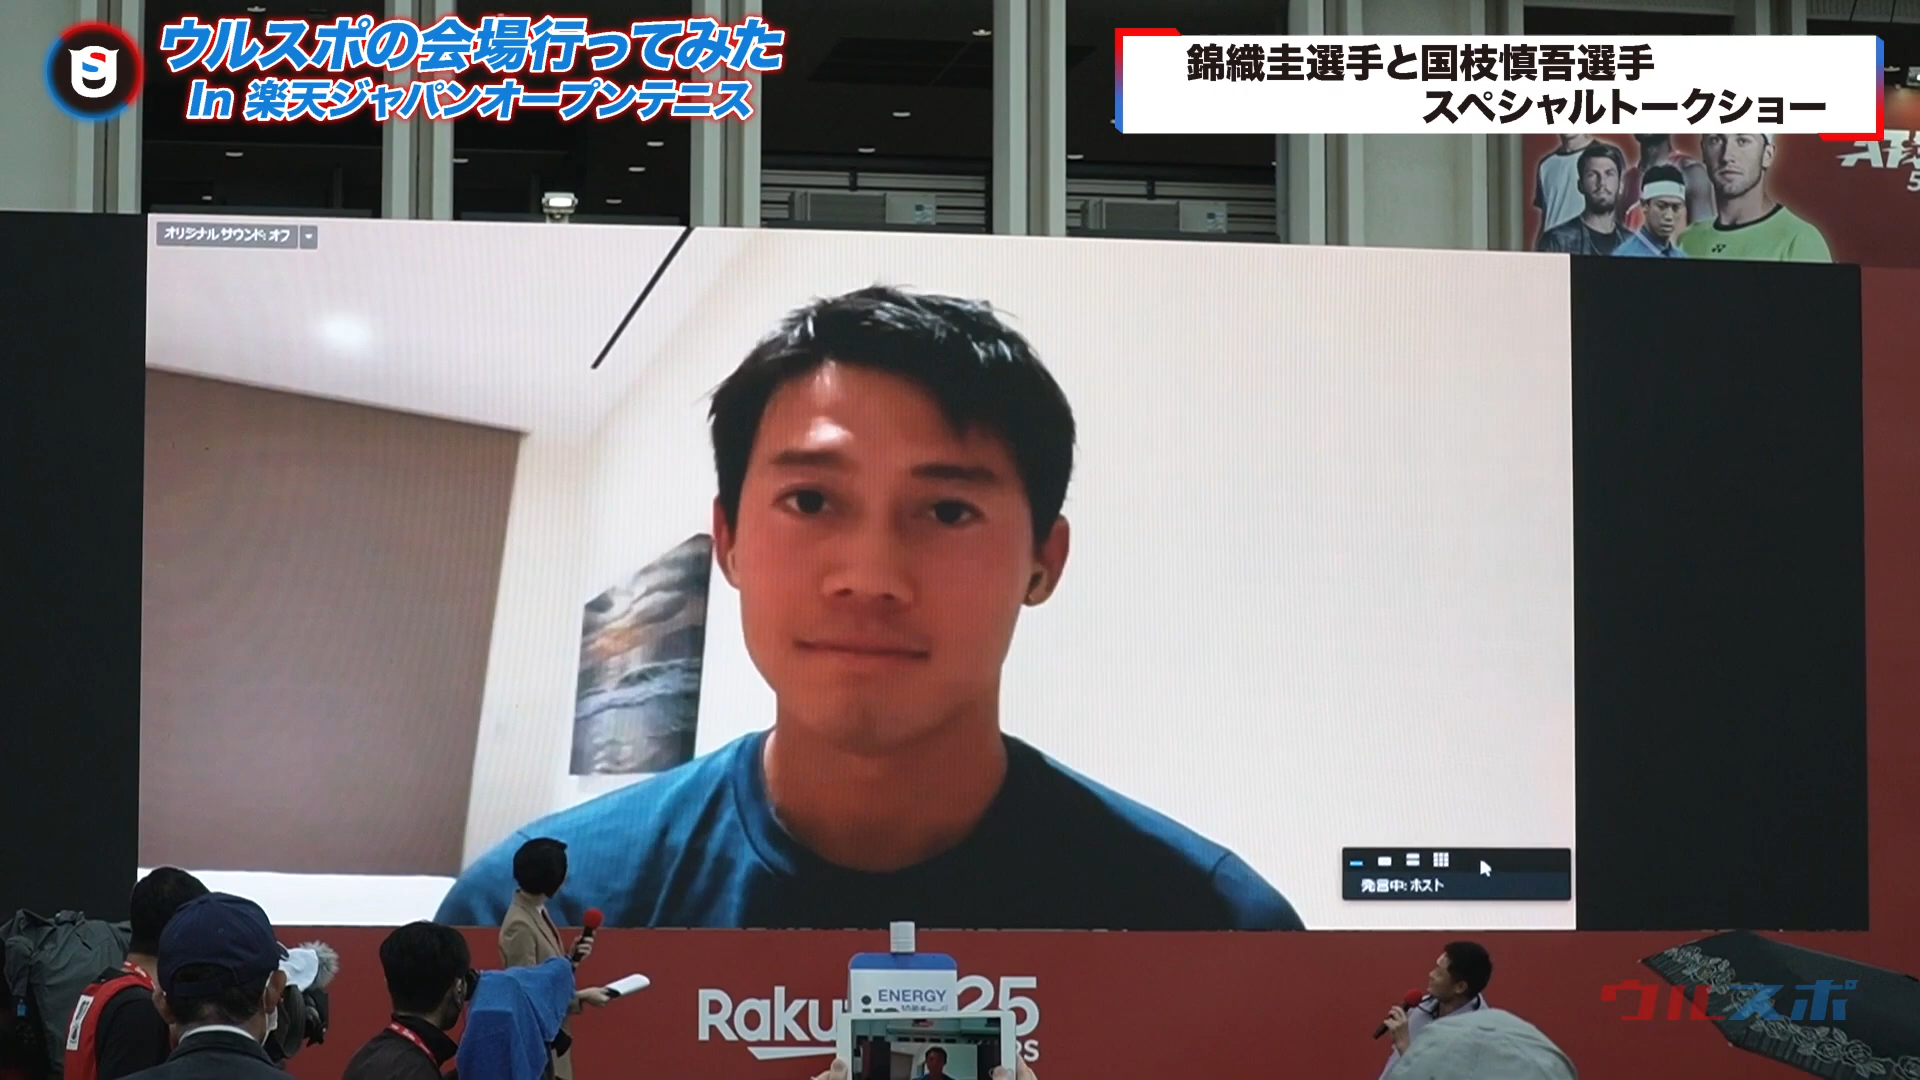 ウルスポの会場行ってみた
In 楽天ジャパンオープンテニス
錦織圭選手と国枝慎吾選手
スペシャルトークショー
オリジナル サウンド: オフ
発言中: ホスト
ENERGY
25
ウルスポ